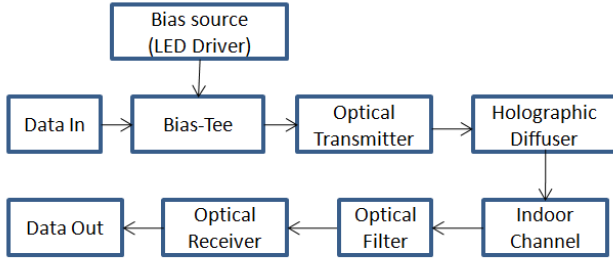 Bias source
(LED Driver)
Data In
Bias-Tee
Optical
Transmitter
Holographic
Diffuser
Data Out
Optical
Receiver
Optical
Filter
Indoor
Channel